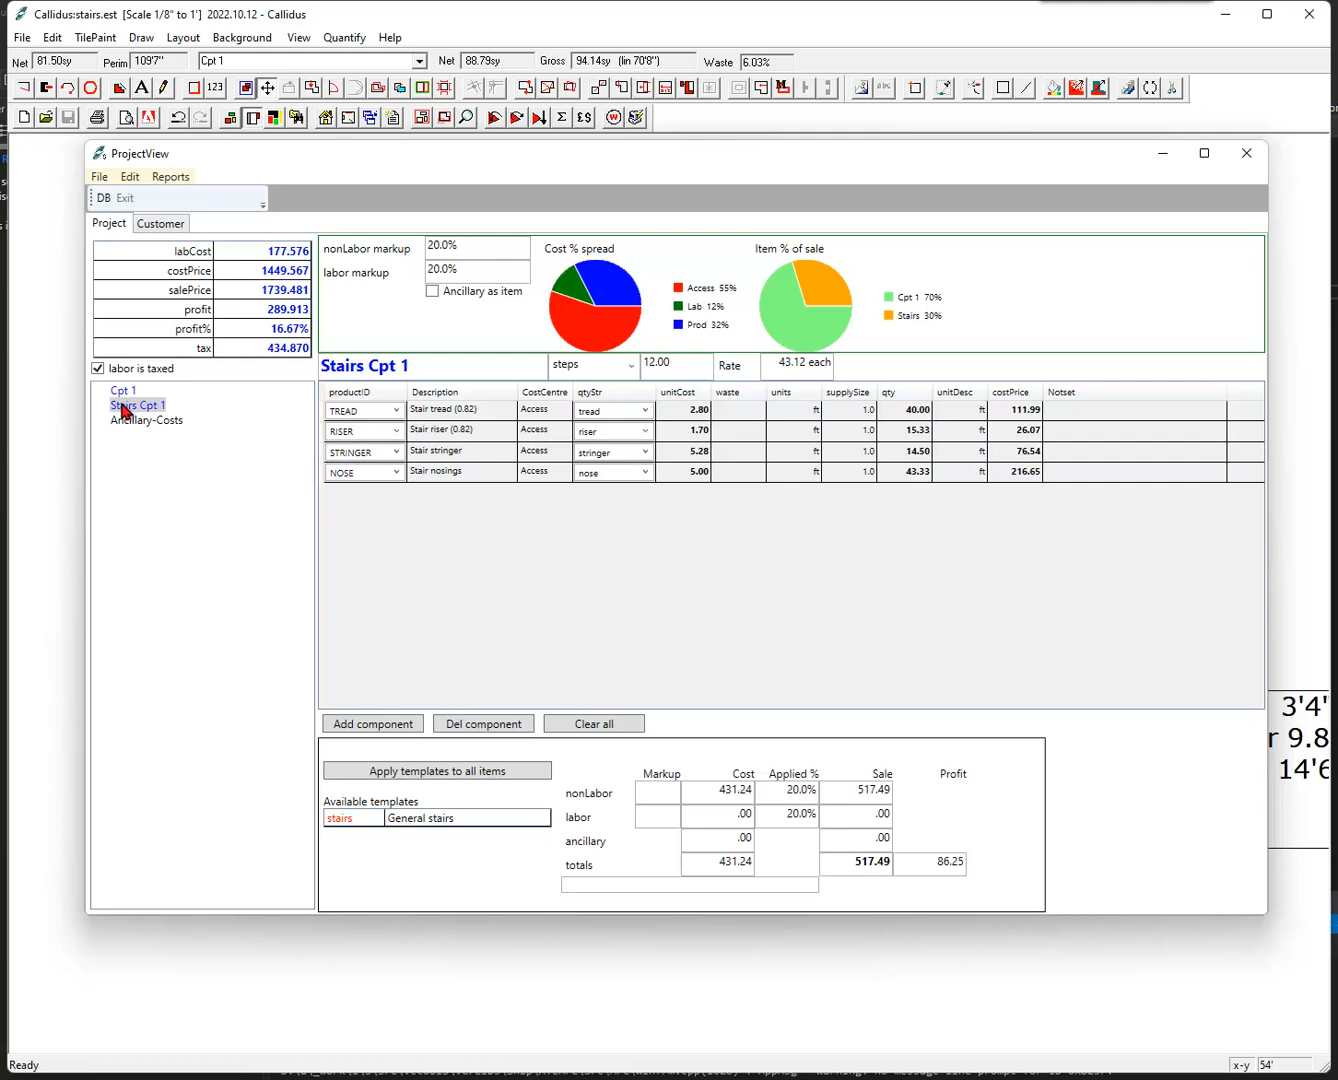 Callidus:stairs.est [Scale 1/8" to 1'] 2022.10.12 - Callidus
File Edit TilePaint Draw Layout Background View Quantify Help
Net 81.50sy Perim 109'7" Cpt 1 Net 88.79sy Gross 94.14sy (lin 70'8") Waste 6.03%
A 123
Σ £$
ProjectView
File Edit Reports
DB Exit
Project Customer
labCost 177.576
costPrice 1449.567
salePrice 1739.481
profit 289.913
profit% 16.67%
tax 434.870
labor is taxed
Cpt 1
Stairs Cpt 1
Ancillary-Costs
nonLabor markup 20.0%
labor markup 20.0%
Ancillary as item
Cost % spread
Access 55%
Lab 12%
Prod 32%
Item % of sale
Cpt 1 70%
Stairs 30%
Stairs Cpt 1 steps 12.00 Rate 43.12 each
productID Description CostCentre qtyStr unitCost waste units supplySize qty unitDesc costPrice Notset
TREAD Stair tread (0.82) Access tread 2.80 ft 1.0 40.00 ft 111.99
RISER Stair riser (0.82) Access riser 1.70 ft 1.0 15.33 ft 26.07
STRINGER Stair stringer Access stringer 5.28 ft 1.0 14.50 ft 76.54
NOSE Stair nosings Access nose 5.00 ft 1.0 43.33 ft 216.65
Add component Del component Clear all
Apply templates to all items
Available templates
stairs General stairs
Markup Cost Applied % Sale Profit
nonLabor 431.24 20.0% 517.49
labor .00 20.0% .00
ancillary .00 .00
totals 431.24 517.49 86.25
3'4"
r 9.8
14'6
Ready x-y 54'